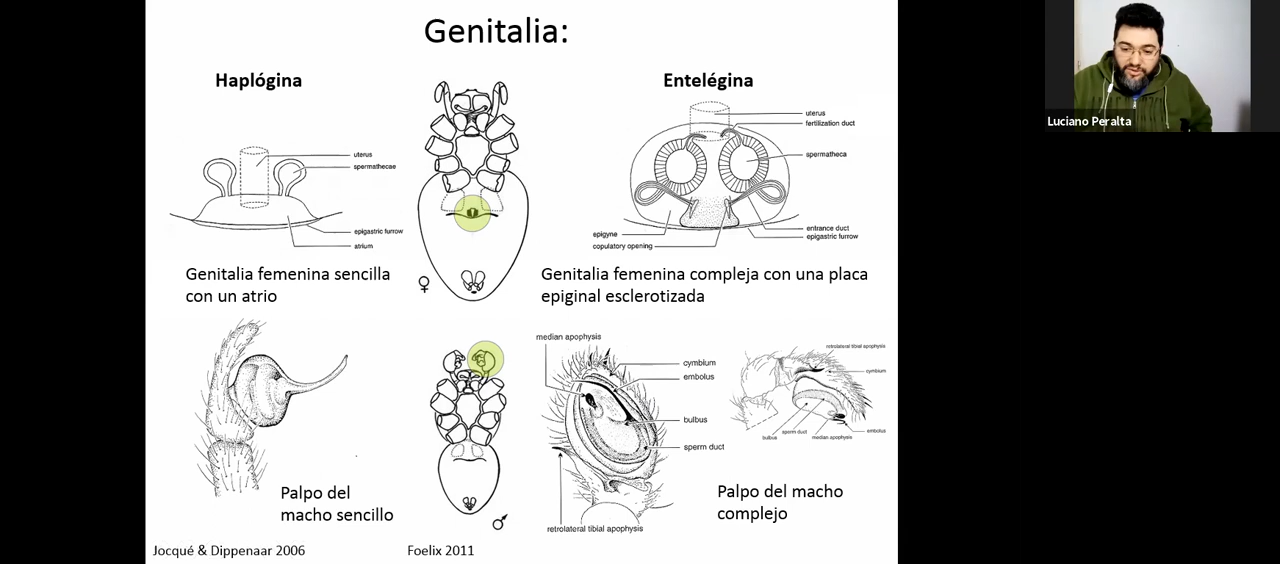 Genitalia:
Haplógina
Entelégina
uterus
spermathecae
epigastric furrow
atrium
uterus
fertilization duct
spermatheca
epigyne
copulatory opening
entrance duct
epigastric furrow
Genitalia femenina sencilla
con un atrio
♀
Genitalia femenina compleja con una placa
epiginal esclerotizada
median apophysis
cymbium
embolus
bulbus
sperm duct
retrolateral tibial apophysis
retrolateral tibial apophysis
cymbium
embolus
bulbus
sperm duct
median apophysis
Palpo del
macho sencillo
♂
Palpo del macho
complejo
Jocqué & Dippenaar 2006
Foelix 2011
Luciano Peralta